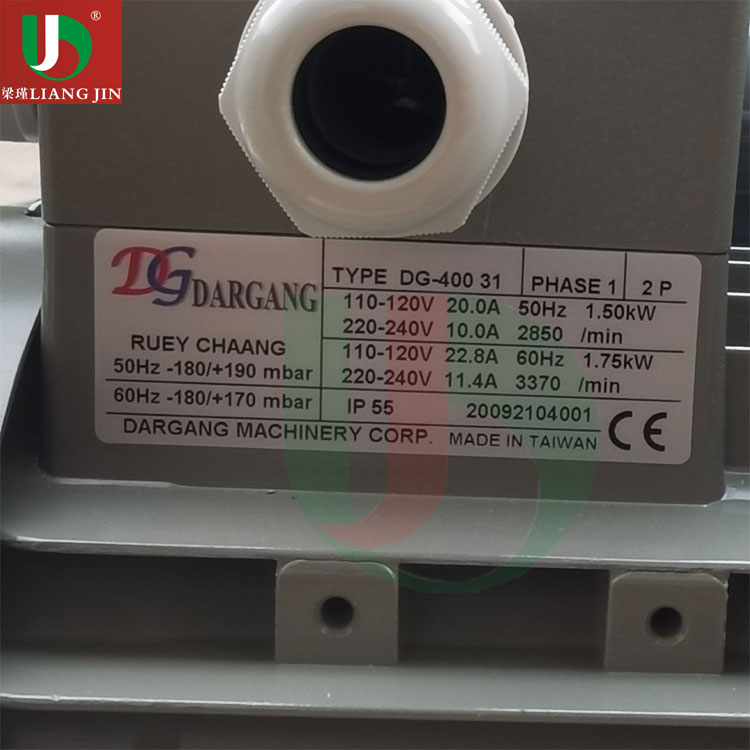 ®
梁瑾LIANG JIN
DG DARGANG
RUEY CHAANG
50Hz -180/+190 mbar
60Hz -180/+170 mbar
TYPE DG-400 31 PHASE 1 2 P
110-120V 20.0A 50Hz 1.50kW
220-240V 10.0A 2850 /min
110-120V 22.8A 60Hz 1.75kW
220-240V 11.4A 3370 /min
IP 55 20092104001
DARGANG MACHINERY CORP. MADE IN TAIWAN CE